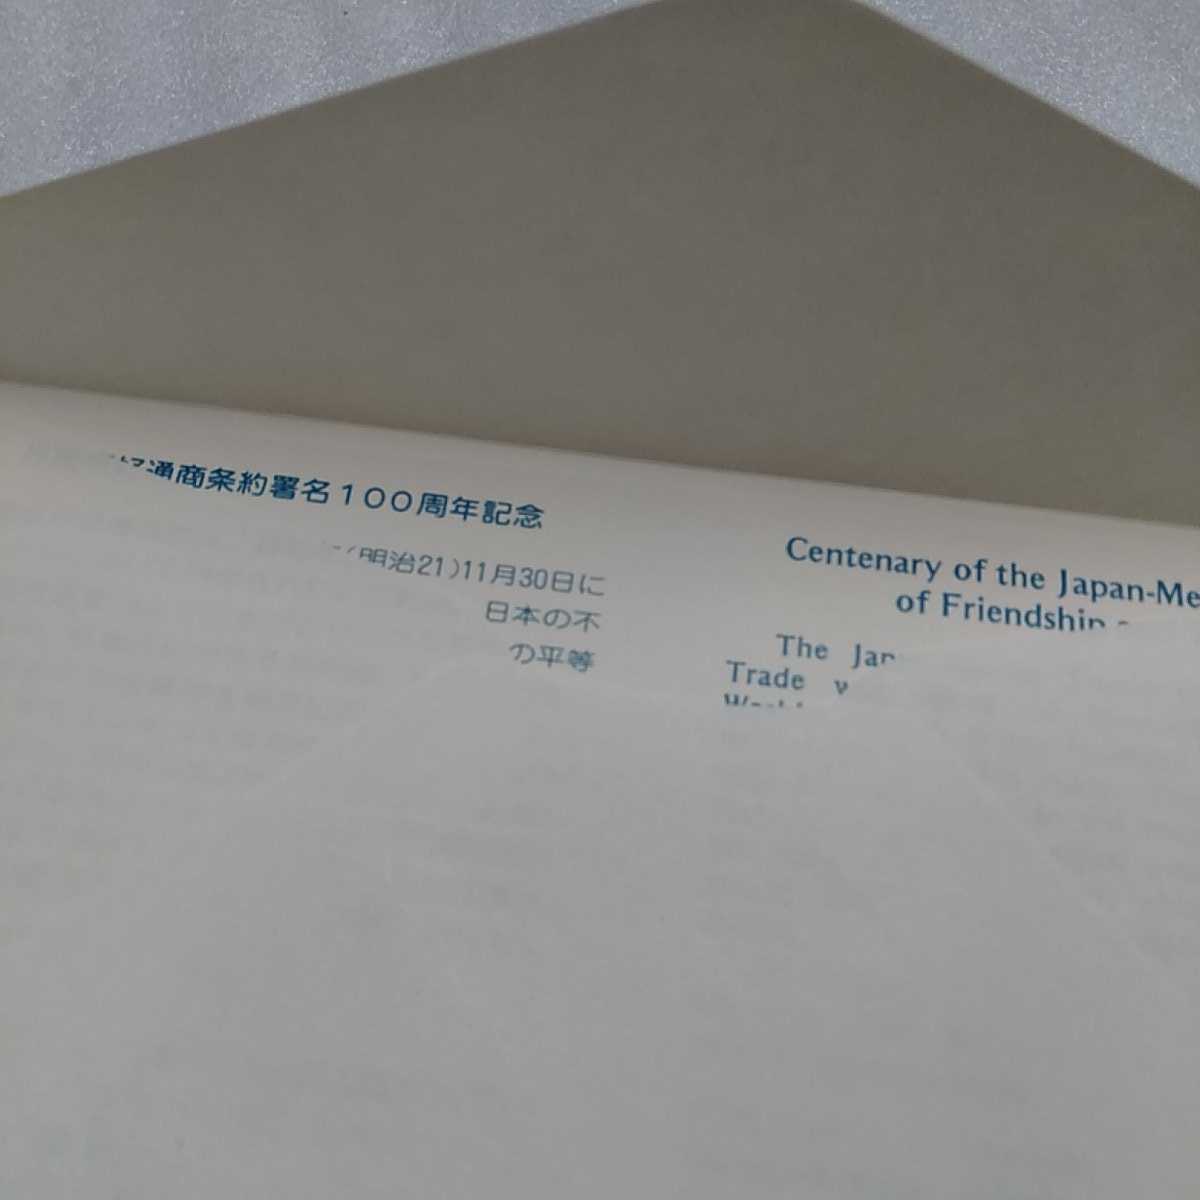 通商条約署名100周年記念
(明治21)11月30日に
日本の不
の平等
Centenary of the Japan-Me
of Friendship
The Jap
Trade